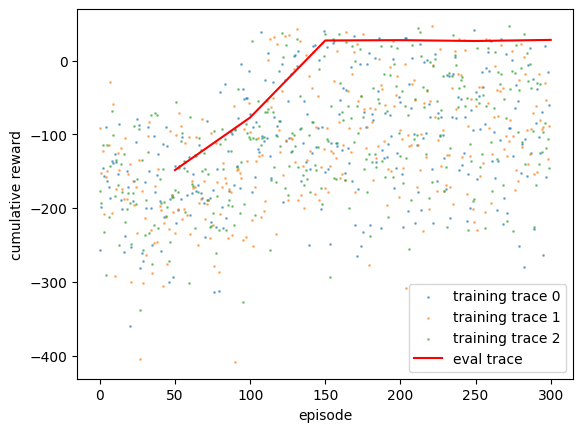 0
−100
−200
−300
−400
cumulative reward
0 50 100 150 200 250 300
episode
training trace 0
training trace 1
training trace 2
eval trace